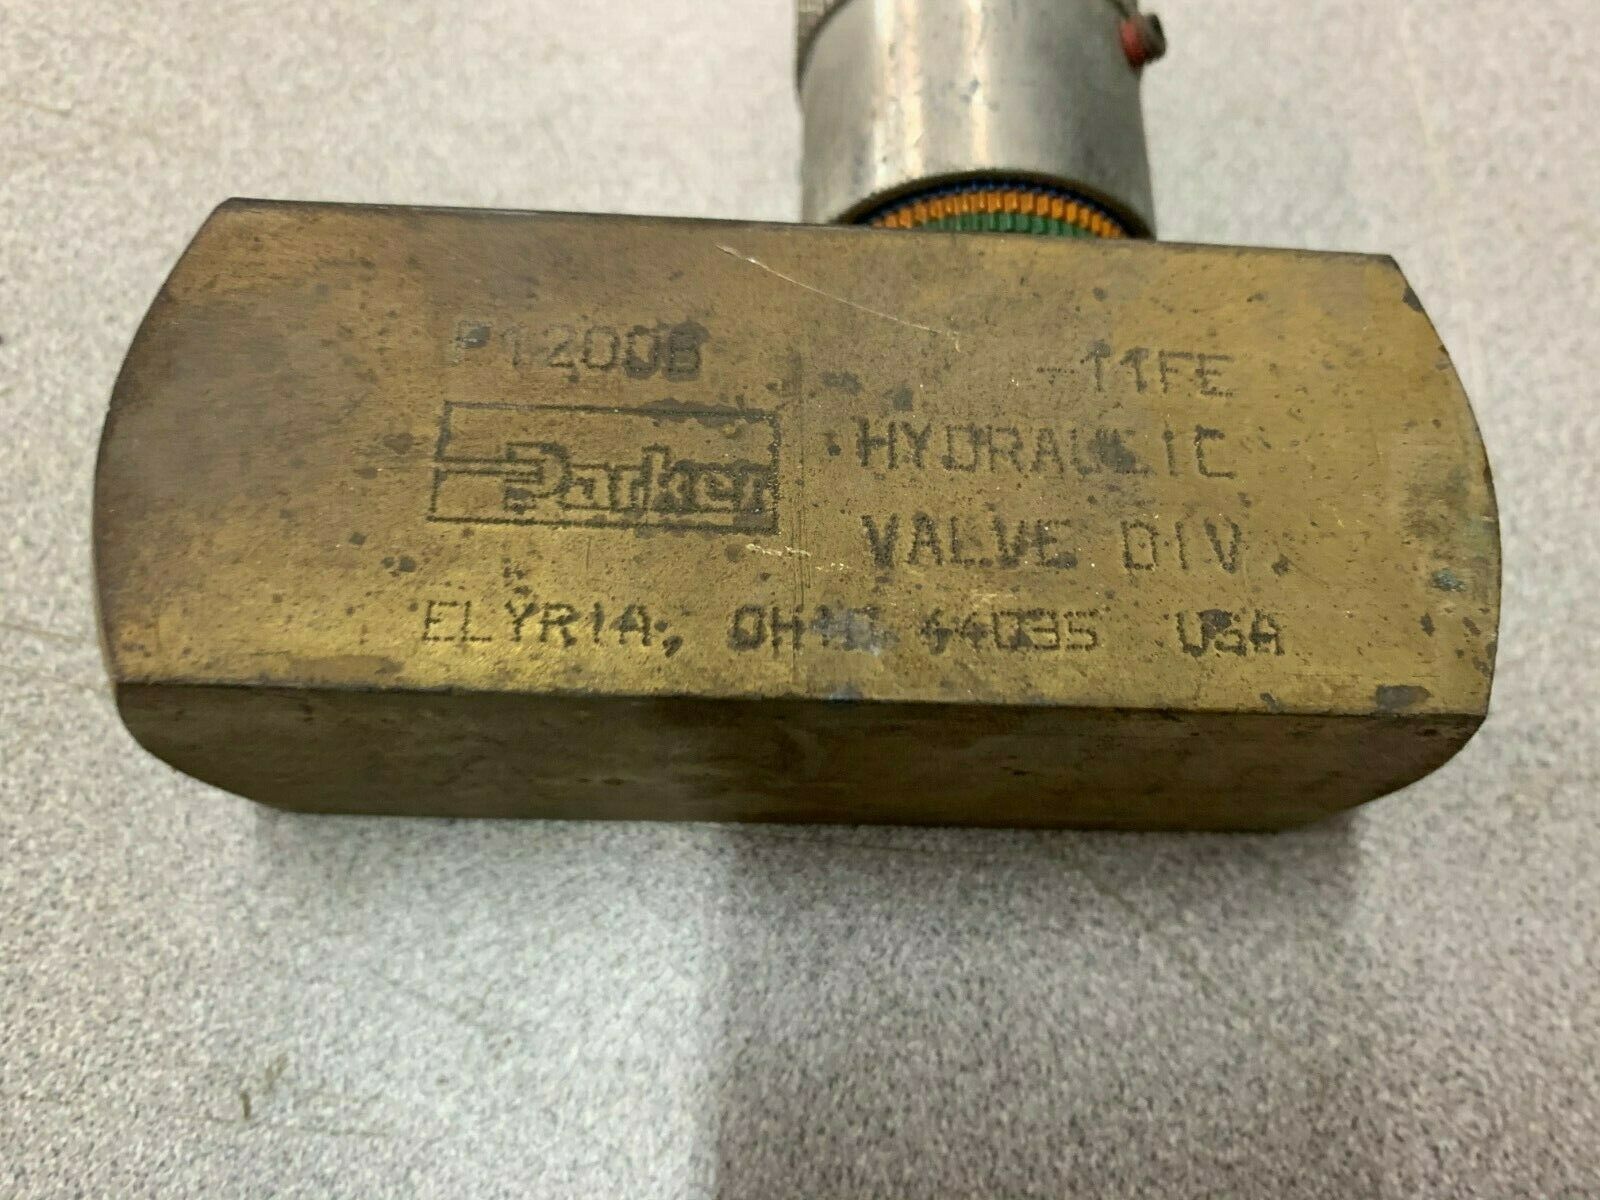 F1200B -11FE
Parker HYDRAULIC
VALVE DIV.
ELYRIA, OHIO 44035 USA